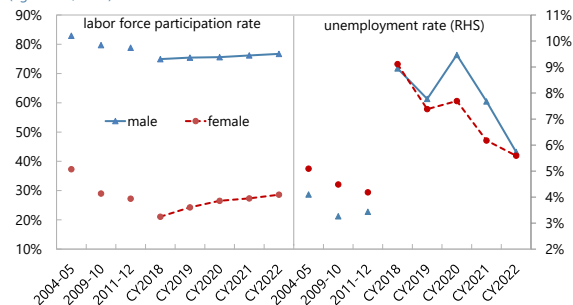 labor force participation rate
unemployment rate (RHS)
90%
80%
70%
60%
50%
40%
30%
20%
10%
male
female
11%
10%
9%
8%
7%
6%
5%
4%
3%
2%
2004-05
2009-10
2011-12
CY2018
CY2019
CY2020
CY2021
CY2022
2004-05
2009-10
2011-12
CY2018
CY2019
CY2020
CY2021
CY2022